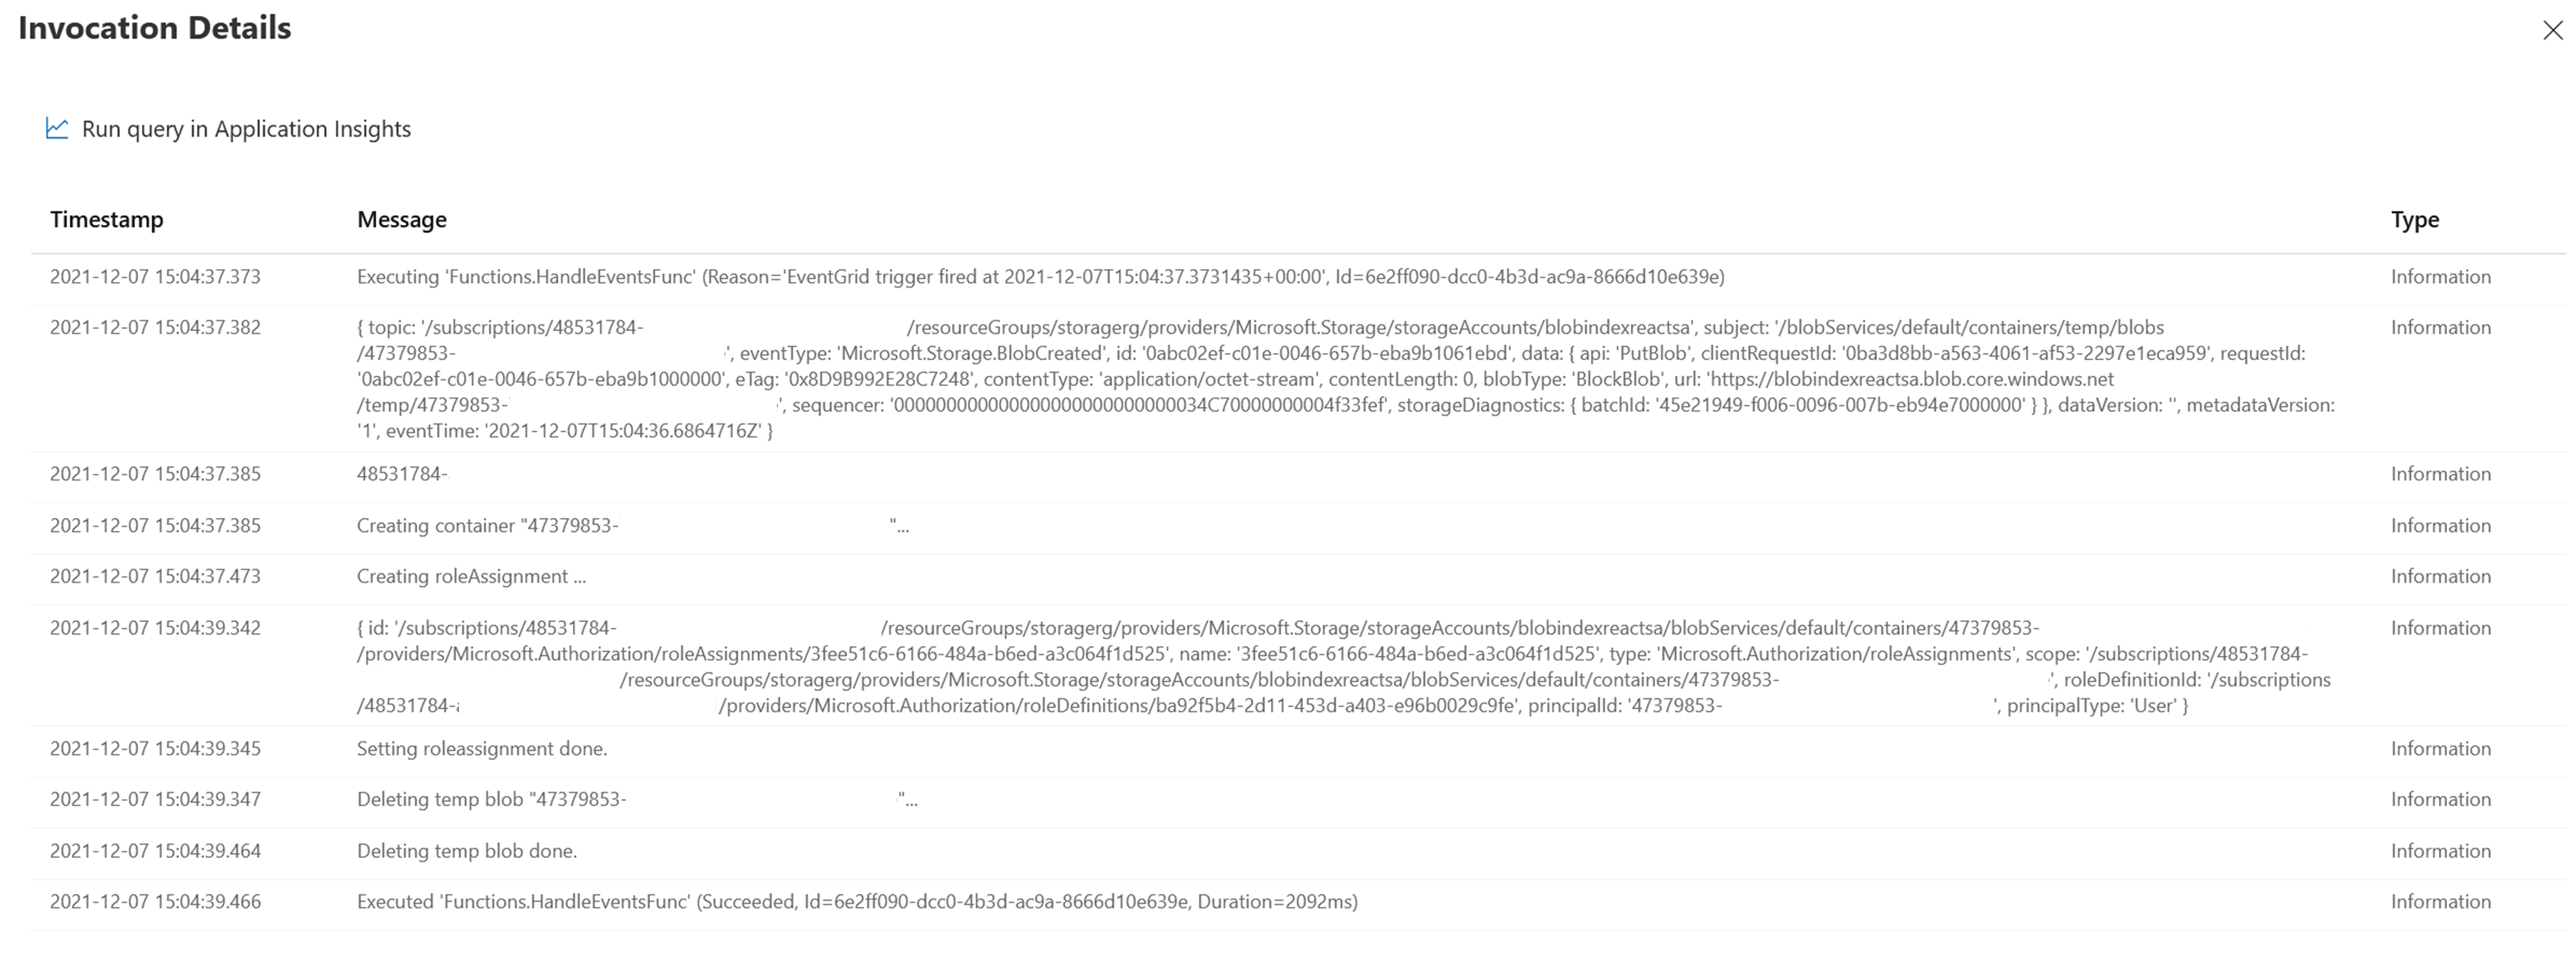 Invocation Details
Run query in Application Insights
Timestamp Message Type
2021-12-07 15:04:37.373 Executing 'Functions.HandleEventsFunc' (Reason='EventGrid trigger fired at 2021-12-07T15:04:37.3731435+00:00', Id=6e2ff090-dcc0-4b3d-ac9a-8666d10e639e) Information
2021-12-07 15:04:37.382 { topic: '/subscriptions/48531784- /resourceGroups/storagerg/providers/Microsoft.Storage/storageAccounts/blobindexreactsa', subject: '/blobServices/default/containers/temp/blobs Information
/47379853- ', eventType: 'Microsoft.Storage.BlobCreated', id: '0abc02ef-c01e-0046-657b-eba9b1061ebd', data: { api: 'PutBlob', clientRequestId: '0ba3d8bb-a563-4061-af53-2297e1eca959', requestId:
'0abc02ef-c01e-0046-657b-eba9b1000000', eTag: '0x8D9B992E28C7248', contentType: 'application/octet-stream', contentLength: 0, blobType: 'BlockBlob', url: 'https://blobindexreactsa.blob.core.windows.net
/temp/47379853- ', sequencer: '00000000000000000000000000034C70000000004f33fef', storageDiagnostics: { batchId: '45e21949-f006-0096-007b-eb94e7000000' } }, dataVersion: '', metadataVersion:
'1', eventTime: '2021-12-07T15:04:36.6864716Z' }
2021-12-07 15:04:37.385 48531784- Information
2021-12-07 15:04:37.385 Creating container "47379853- "... Information
2021-12-07 15:04:37.473 Creating roleAssignment ... Information
2021-12-07 15:04:39.342 { id: '/subscriptions/48531784- /resourceGroups/storagerg/providers/Microsoft.Storage/storageAccounts/blobindexreactsa/blobServices/default/containers/47379853- Information
/providers/Microsoft.Authorization/roleAssignments/3fee51c6-6166-484a-b6ed-a3c064f1d525', name: '3fee51c6-6166-484a-b6ed-a3c064f1d525', type: 'Microsoft.Authorization/roleAssignments', scope: '/subscriptions/48531784-
/resourceGroups/storagerg/providers/Microsoft.Storage/storageAccounts/blobindexreactsa/blobServices/default/containers/47379853- ', roleDefinitionId: '/subscriptions
/48531784- /providers/Microsoft.Authorization/roleDefinitions/ba92f5b4-2d11-453d-a403-e96b0029c9fe', principalId: '47379853- ', principalType: 'User' }
2021-12-07 15:04:39.345 Setting roleassignment done. Information
2021-12-07 15:04:39.347 Deleting temp blob "47379853- "... Information
2021-12-07 15:04:39.464 Deleting temp blob done. Information
2021-12-07 15:04:39.466 Executed 'Functions.HandleEventsFunc' (Succeeded, Id=6e2ff090-dcc0-4b3d-ac9a-8666d10e639e, Duration=2092ms) Information